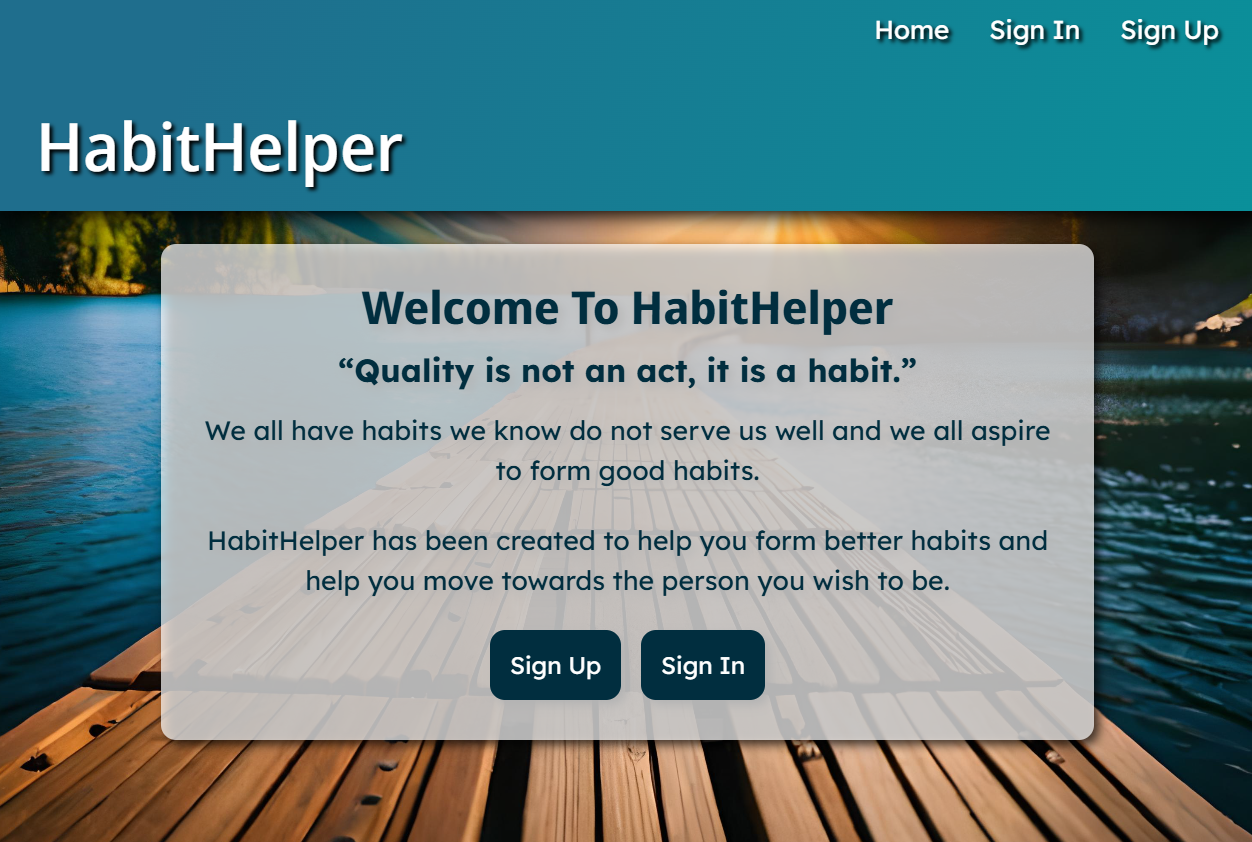 Home Sign In Sign Up
HabitHelper
Welcome To HabitHelper
“Quality is not an act, it is a habit.”
We all have habits we know do not serve us well and we all aspire
to form good habits.
HabitHelper has been created to help you form better habits and
help you move towards the person you wish to be.
Sign Up Sign In